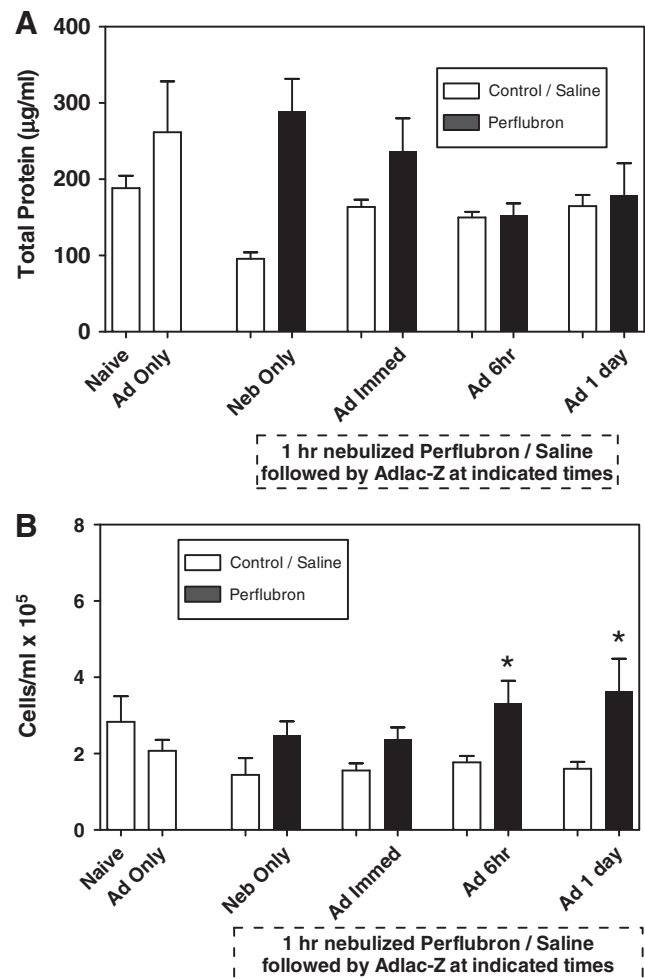 A
400
300
200
100
0
Total Protein (µg/ml)
Control / Saline
Perflubron
Naive
Ad Only
Neb Only
Ad Immed
Ad 6hr
Ad 1 day
1 hr nebulized Perflubron / Saline
followed by Adlac-Z at indicated times
B
8
6
4
2
0
Cells/ml x 10⁵
Control / Saline
Perflubron
*
*
Naive
Ad Only
Neb Only
Ad Immed
Ad 6hr
Ad 1 day
1 hr nebulized Perflubron / Saline
followed by Adlac-Z at indicated times